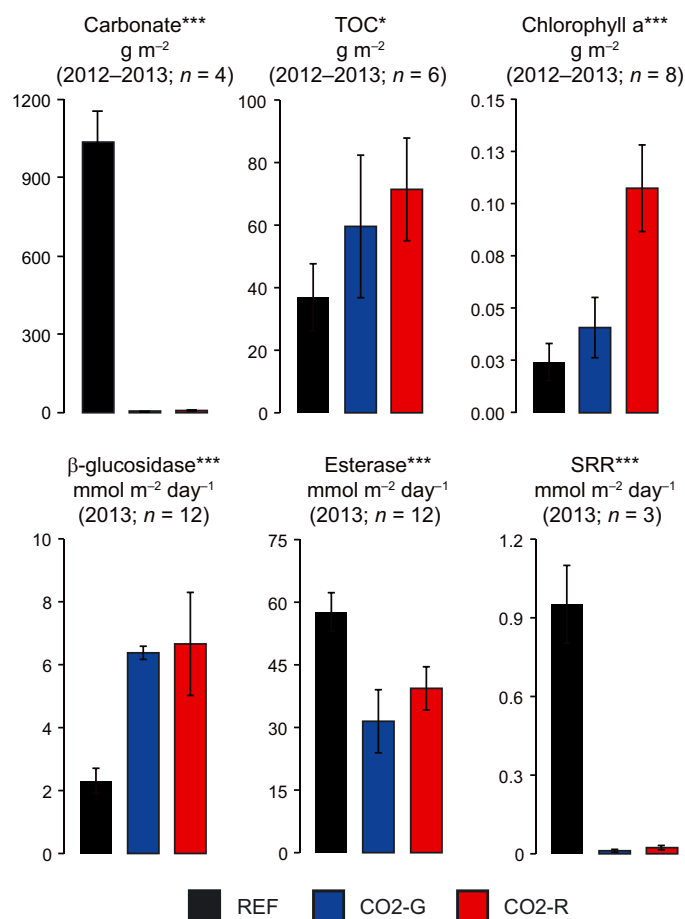 Carbonate***
g m⁻²
(2012–2013; n = 4)
1200
900
600
300
0
TOC*
g m⁻²
(2012–2013; n = 6)
100
80
60
40
20
0
Chlorophyll a***
g m⁻²
(2012–2013; n = 8)
0.15
0.13
0.10
0.05
0.03
0.00
β-glucosidase***
mmol m⁻² day⁻¹
(2013; n = 12)
10
8
6
4
2
0
Esterase***
mmol m⁻² day⁻¹
(2013; n = 12)
75
60
45
30
15
0
SRR***
mmol m⁻² day⁻¹
(2013; n = 3)
1.2
0.9
0.6
0.3
0
REF CO2-G CO2-R